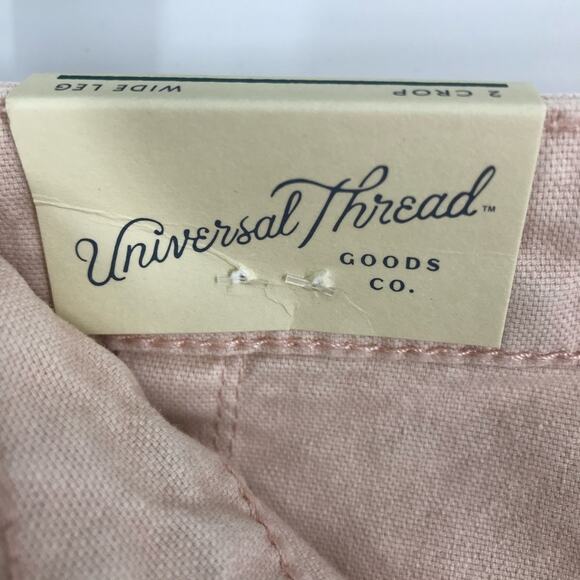 WIDE LEG 2 CROP
Universal Thread™
GOODS
CO.